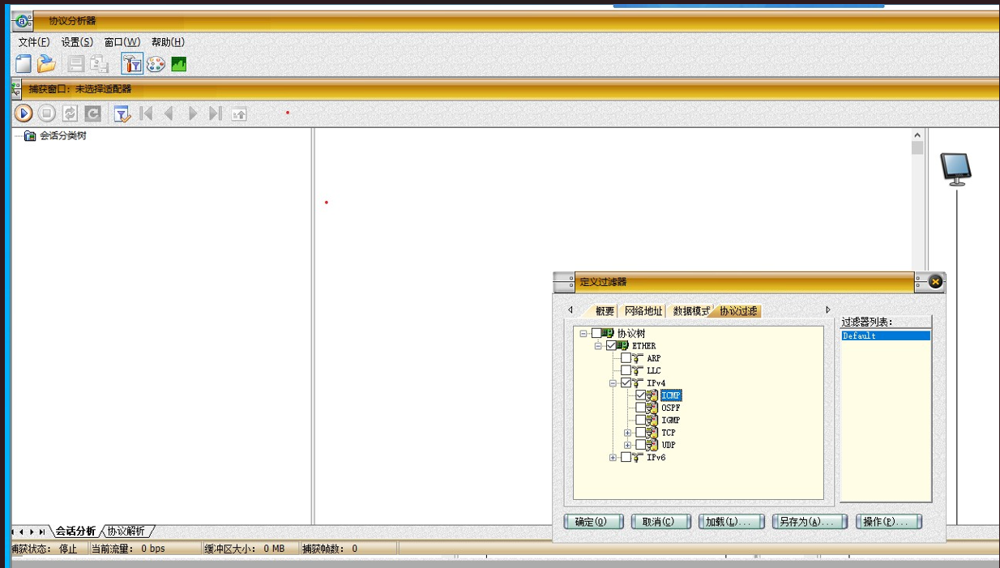 协议分析器
文件(F) 设置(S) 窗口(W) 帮助(H)
捕获窗口：未选择适配器
会话分类树
定义过滤器
概要 网络地址 数据模式 协议过滤
过滤器列表：
Default
协议树
ETHER
ARP
LLC
IPv4
ICMP
OSPF
IGMP
TCP
UDP
IPv6
确定(O) 取消(C) 加载(L)... 另存为(A)... 操作(P)...
会话分析 协议解析
捕获状态： 停止 当前流量： 0 bps 缓冲区大小： 0 MB 捕获帧数： 0